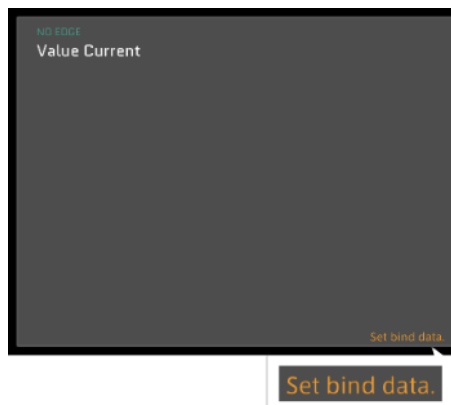 NO EDGE
Value Current
Set bind data.
Set bind data.